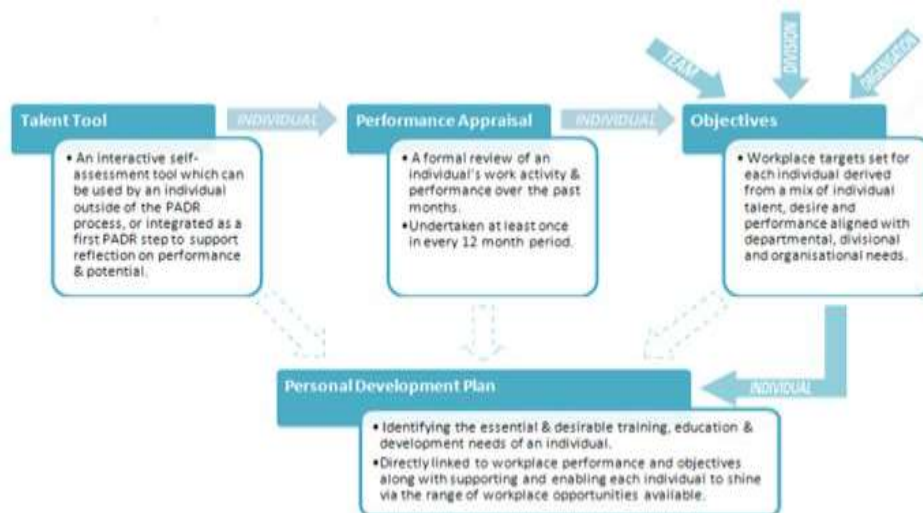 TEAM
DIVISION
ORGANISATION
Talent Tool
INDIVIDUAL
Performance Appraisal
INDIVIDUAL
Objectives
• An interactive self-
assessment tool which can
be used by an individual
outside of the PADR
process, or integrated as a
first PADR step to support
reflection on performance
& potential.
• A formal review of an
individual's work activity &
performance over the past
months.
• Undertaken at least once
in every 12 month period.
• Workplace targets set for
each individual derived
from a mix of individual
talent, desire and
performance aligned with
departmental, divisional
and organisational needs.
Personal Development Plan
INDIVIDUAL
• Identifying the essential & desirable training, education &
development needs of an individual.
• Directly linked to workplace performance and objectives
along with supporting and enabling each individual to shine
via the range of workplace opportunities available.